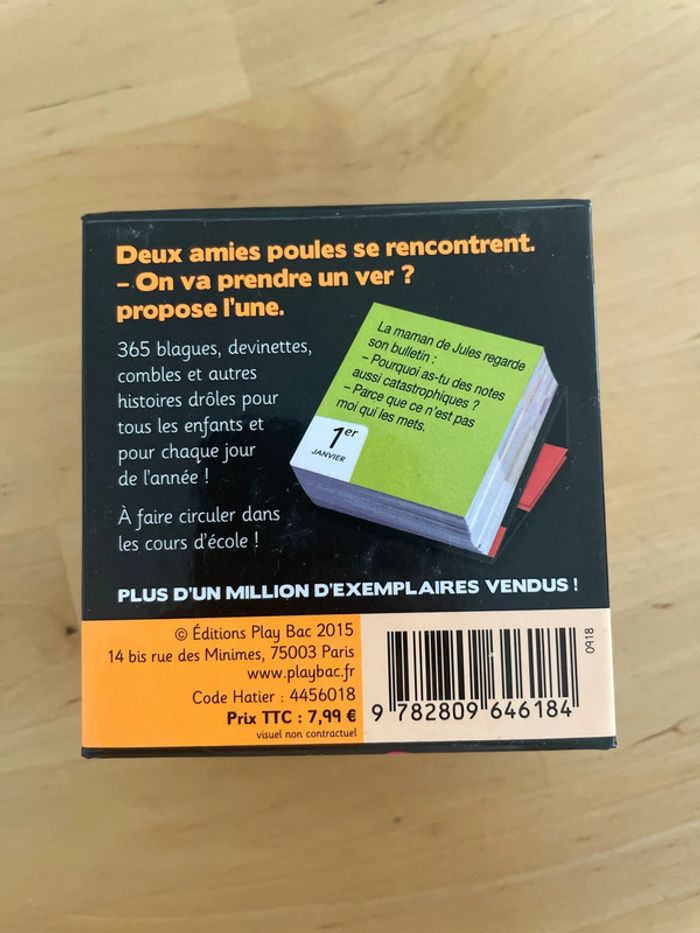 Deux amies poules se rencontrent.
– On va prendre un ver ?
propose l'une.
365 blagues, devinettes,
combles et autres
histoires drôles pour
tous les enfants et
pour chaque jour
de l'année !
À faire circuler dans
les cours d'école !
La maman de Jules regarde
son bulletin :
– Pourquoi as-tu des notes
aussi catastrophiques ?
– Parce que ce n'est pas
moi qui les mets.
1er
JANVIER
PLUS D'UN MILLION D'EXEMPLAIRES VENDUS !
© Éditions Play Bac 2015
14 bis rue des Minimes, 75003 Paris
www.playbac.fr
Code Hatier : 4456018
Prix TTC : 7,99 €
visuel non contractuel
9 782809 646184
0918